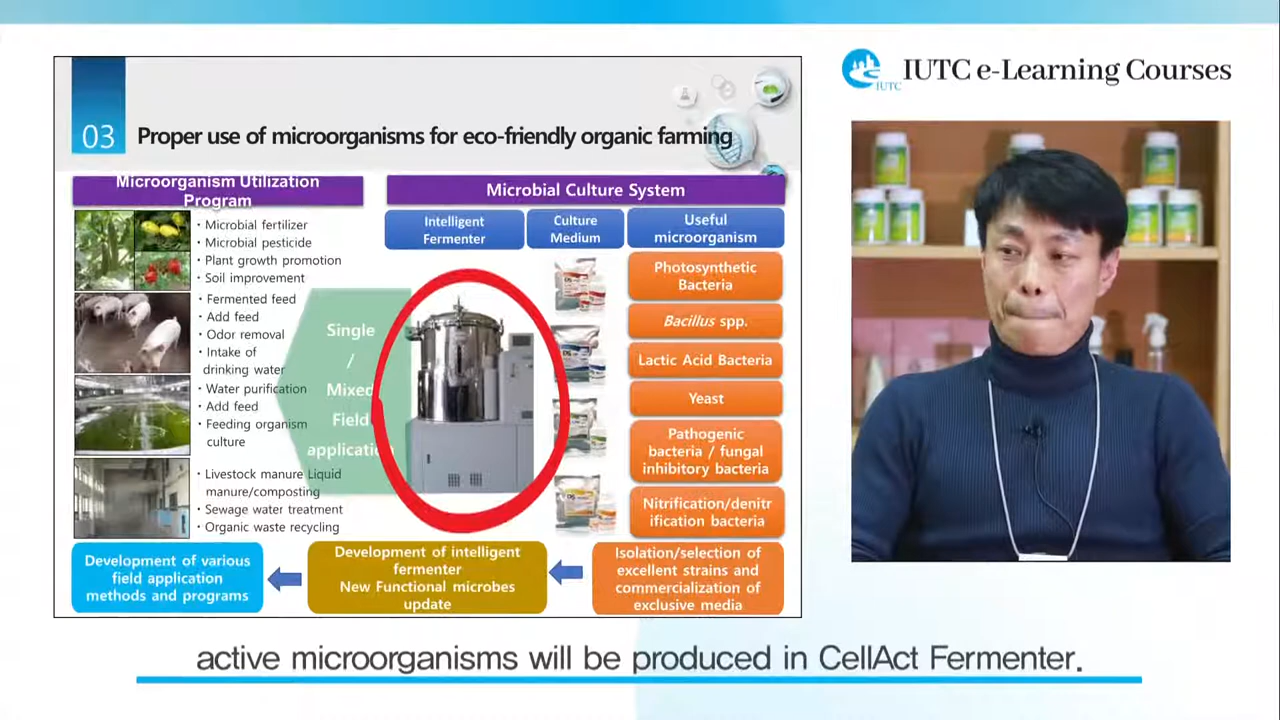 IUTC
IUTC e-Learning Courses
03
Proper use of microorganisms for eco-friendly organic farming
Microorganism Utilization
Program
· Microbial fertilizer
· Microbial pesticide
· Plant growth promotion
· Soil improvement
· Fermented feed
· Add feed
· Odor removal
· Intake of
drinking water
· Water purification
· Add feed
· Feeding organism
culture
· Livestock manure Liquid
manure/composting
· Sewage water treatment
· Organic waste recycling
Single
/
Mixed
Field
Microbial Culture System
Intelligent
Fermenter
Culture
Medium
Useful
microorganism
Photosynthetic
Bacteria
Bacillus spp.
Lactic Acid Bacteria
Yeast
Pathogenic
bacteria / fungal
inhibitory bacteria
Nitrification/denitr
ification bacteria
Development of various
field application
methods and programs
Development of intelligent
fermenter
New Functional microbes
update
Isolation/selection of
excellent strains and
commercialization of
exclusive media
active microorganisms will be produced in CellAct Fermenter.